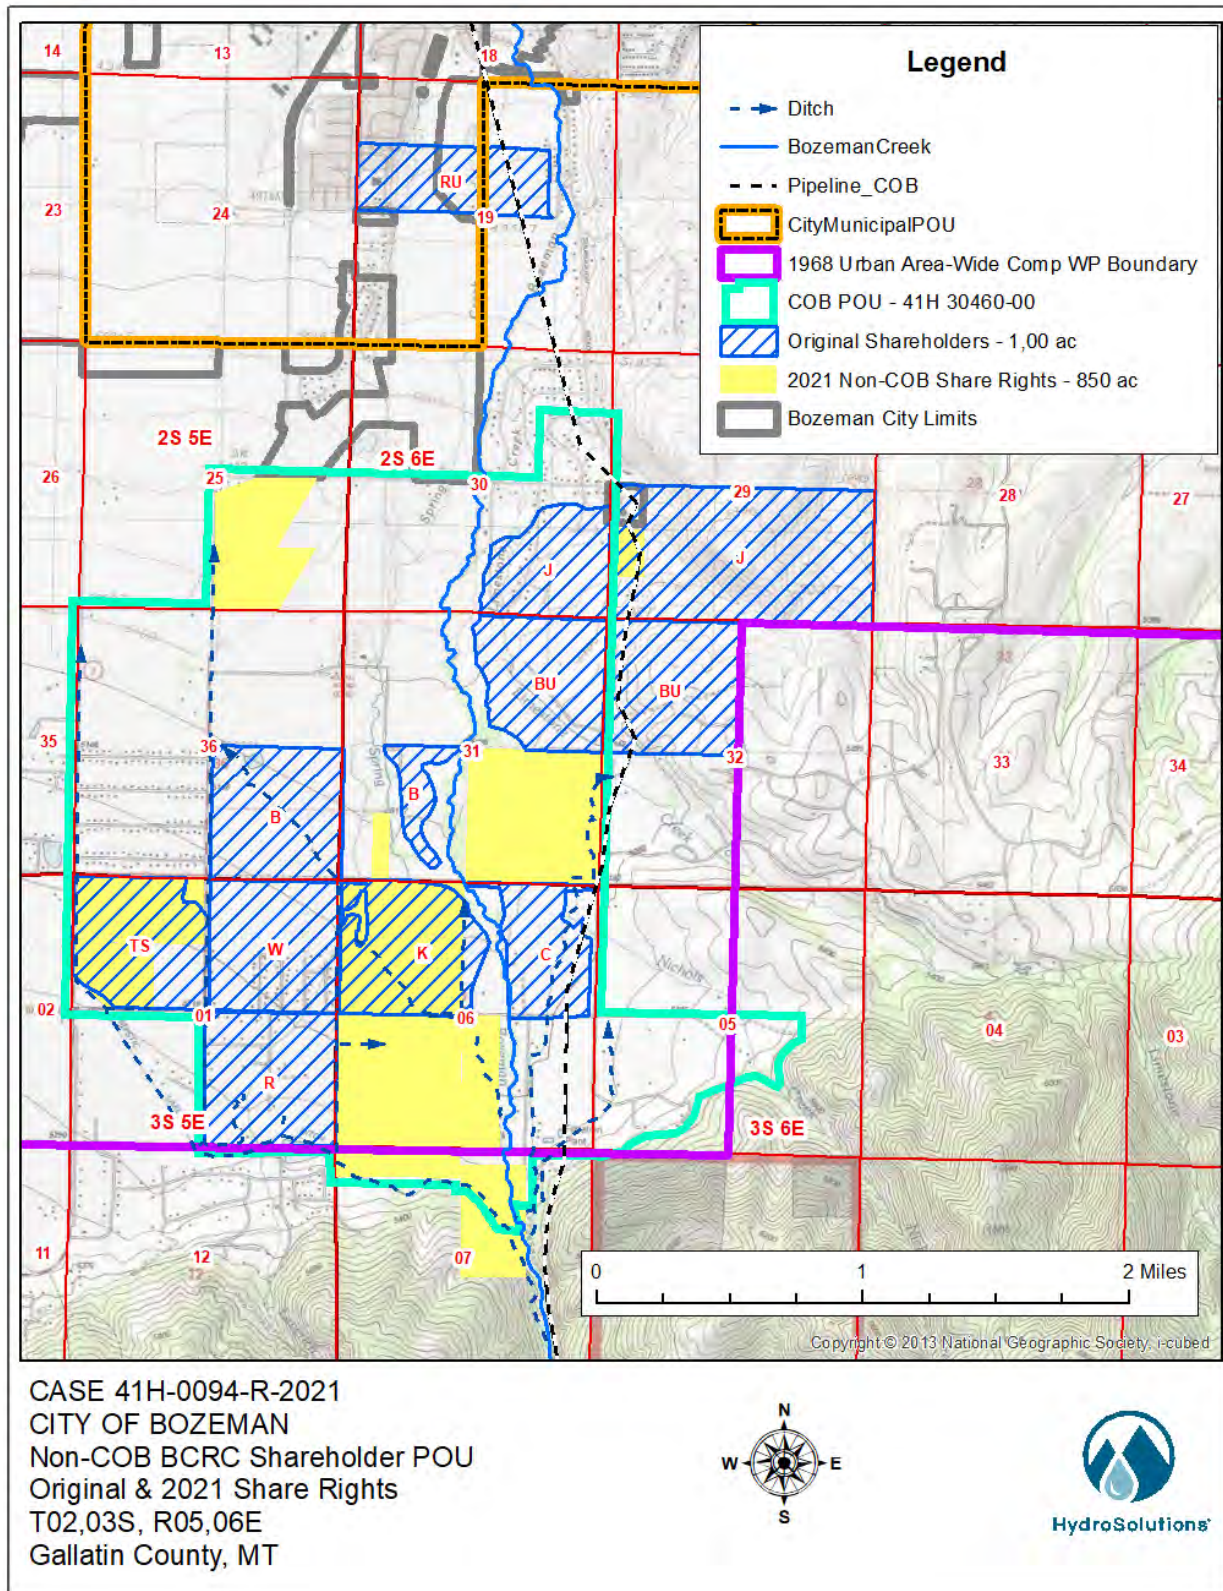 Legend
Ditch
BozemanCreek
Pipeline_COB
CityMunicipalPOU
1968 Urban Area-Wide Comp WP Boundary
COB POU - 41H 30460-00
Original Shareholders - 1,00 ac
2021 Non-COB Share Rights - 850 ac
Bozeman City Limits
14
13
18
RU
23
24
19
2S 5E
2S 6E
26
25
30
29
28
27
Spring
Creek
J
J
BU
BU
35
36
31
32
33
34
Spring
B
B
Creek
TS
W
K
C
Nichols
02
01
06
05
04
03
R
3S 5E
3S 6E
11
12
07
0
1
2 Miles
Copyright © 2013 National Geographic Society, i-cubed
CASE 41H-0094-R-2021
CITY OF BOZEMAN
Non-COB BCRC Shareholder POU
Original & 2021 Share Rights
T02,03S, R05,06E
Gallatin County, MT
N
W
E
S
HydroSolutions